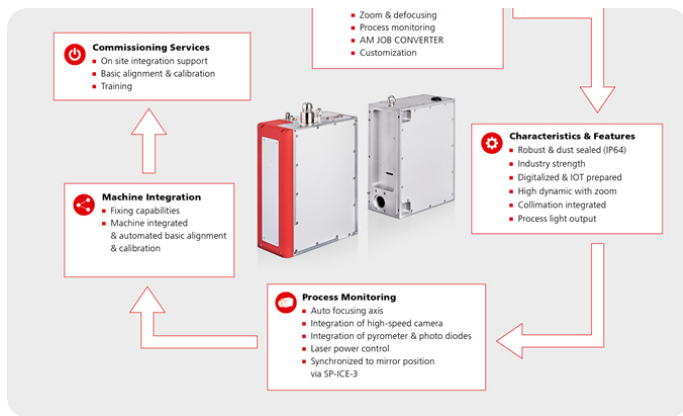 Zoom & defocusing
Process monitoring
AM JOB CONVERTER
Customization
Commissioning Services
On site integration support
Basic alignment & calibration
Training
Characteristics & Features
Robust & dust sealed (IP64)
Industry strength
Digitalized & IOT prepared
High dynamic with zoom
Collimation integrated
Process light output
Machine Integration
Fixing capabilities
Machine integrated
& automated basic alignment
& calibration
Process Monitoring
Auto focusing axis
Integration of high-speed camera
Integration of pyrometer & photo diodes
Laser power control
Synchronized to mirror position
via SP-ICE-3